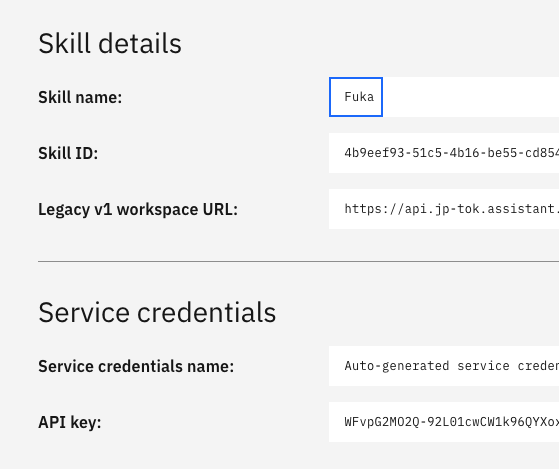 Skill details
Skill name: Fuka
Skill ID: 4b9eef93-51c5-4b16-be55-cd854
Legacy v1 workspace URL: https://api.jp-tok.assistant.
Service credentials
Service credentials name: Auto-generated service creden
API key: WFvpG2MO2Q-92L01cwCW1k96QYXox